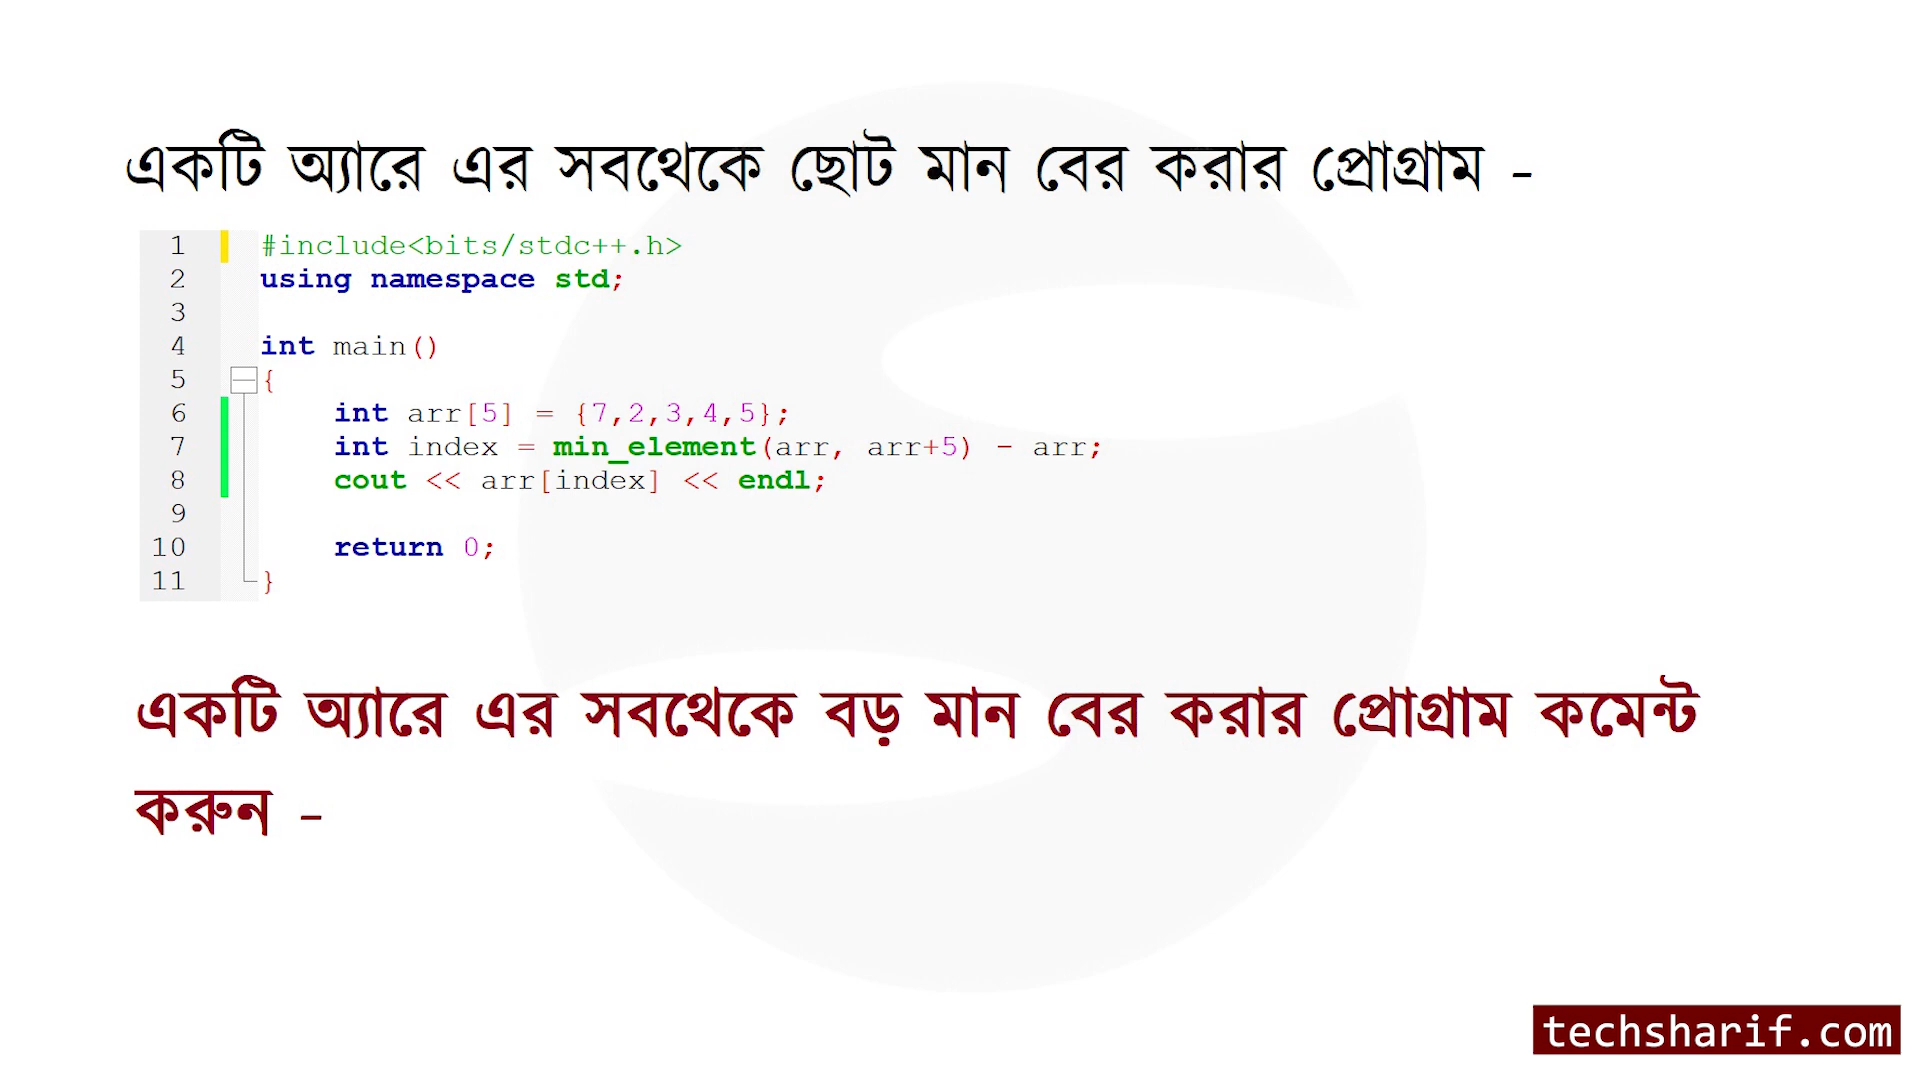 একটি অ্যারে এর সবথেকে ছোট মান বের করার প্রোগ্রাম -
1 #include<bits/stdc++.h>
2 using namespace std;
3
4 int main()
5 {
6 int arr[5] = {7,2,3,4,5};
7 int index = min_element(arr, arr+5) - arr;
8 cout << arr[index] << endl;
9
10 return 0;
11 }
একটি অ্যারে এর সবথেকে বড় মান বের করার প্রোগ্রাম কমেন্ট
করুন -
techsharif.com